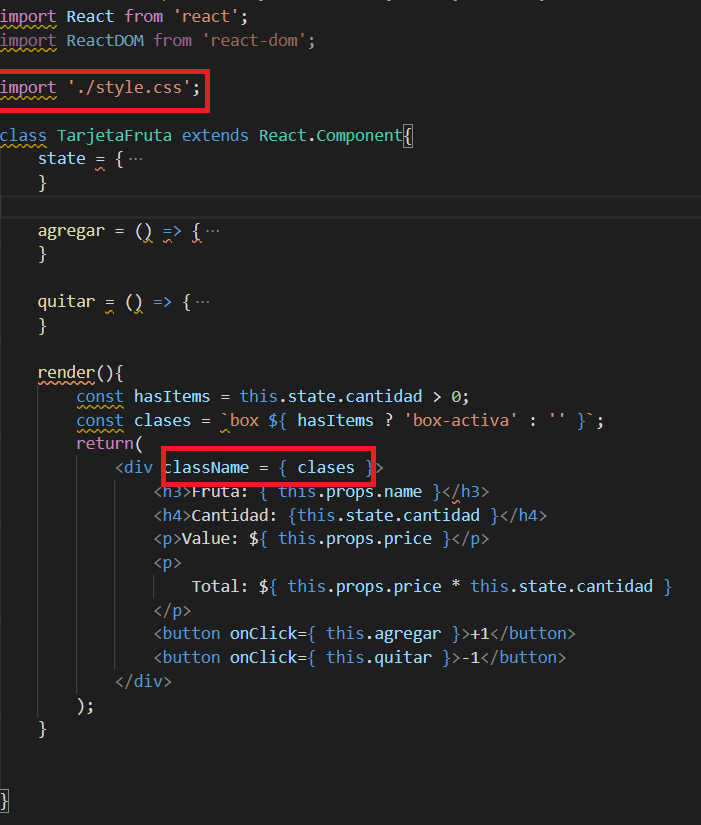 import React from 'react';
import ReactDOM from 'react-dom';
import './style.css';
class TarjetaFruta extends React.Component{
state = { ...
}
agregar = () => { ...
}
quitar = () => { ...
}
render(){
const hasItems = this.state.cantidad > 0;
const clases = `box ${ hasItems ? 'box-activa' : '' }`;
return(
<div className = { clases }>
<h3>Fruta: { this.props.name }</h3>
<h4>Cantidad: {this.state.cantidad }</h4>
<p>Value: ${ this.props.price }</p>
<p>
Total: ${ this.props.price * this.state.cantidad }
</p>
<button onClick={ this.agregar }>+1</button>
<button onClick={ this.quitar }>-1</button>
</div>
);
}
}